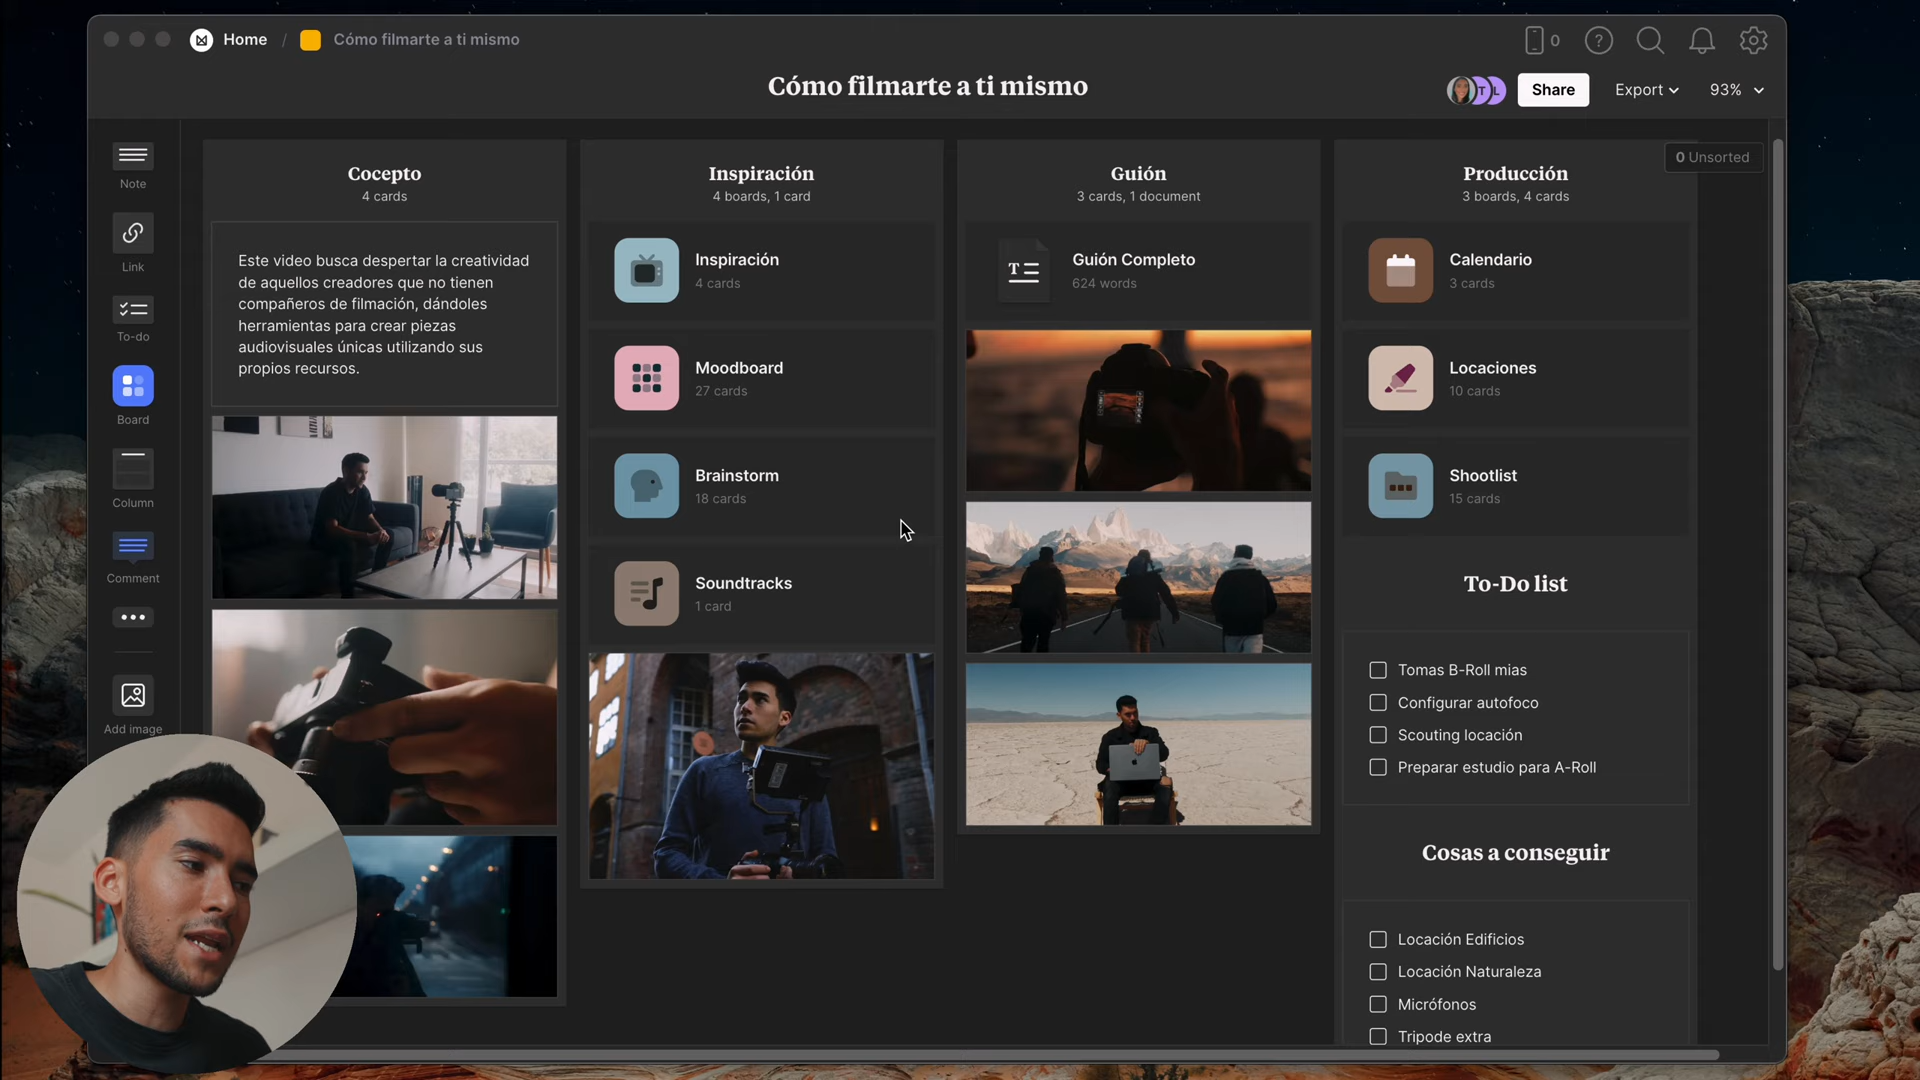 Home / Cómo filmarte a ti mismo
0
Cómo filmarte a ti mismo
T L
Share
Export
93%
Note
Link
To-do
Board
Column
Comment
Add image
0 Unsorted
Cocepto
4 cards
Este video busca despertar la creatividad
de aquellos creadores que no tienen
compañeros de filmación, dándoles
herramientas para crear piezas
audiovisuales únicas utilizando sus
propios recursos.
Inspiración
4 boards, 1 card
Inspiración
4 cards
Moodboard
27 cards
Brainstorm
18 cards
Soundtracks
1 card
Guión
3 cards, 1 document
T
Guión Completo
624 words
Producción
3 boards, 4 cards
Calendario
3 cards
Locaciones
10 cards
Shootlist
15 cards
To-Do list
Tomas B-Roll mias
Configurar autofoco
Scouting locación
Preparar estudio para A-Roll
Cosas a conseguir
Locación Edificios
Locación Naturaleza
Micrófonos
Tripode extra